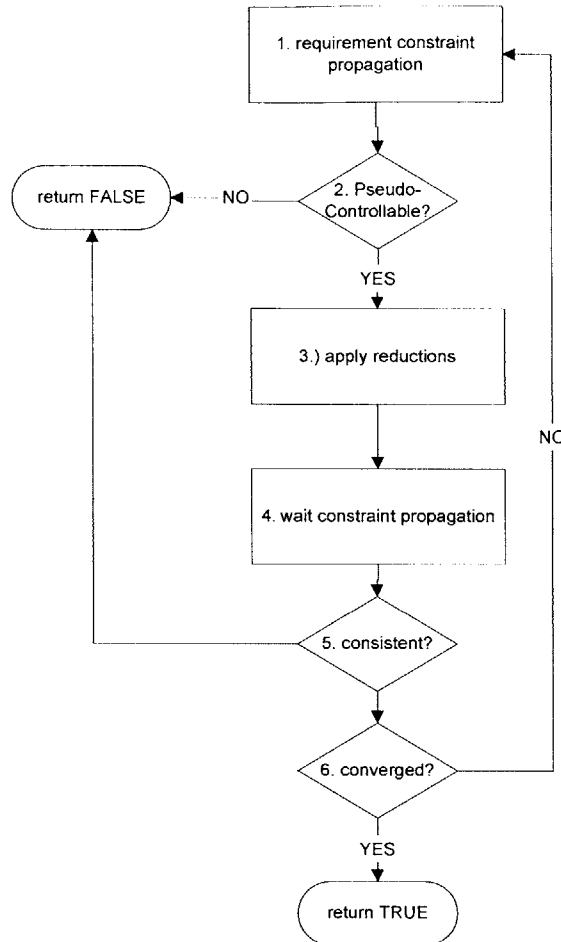 1. requirement constraint
propagation
2. Pseudo-
Controllable?
NO
return FALSE
YES
3.) apply reductions
NO
4. wait constraint propagation
5. consistent?
6. converged?
YES
return TRUE